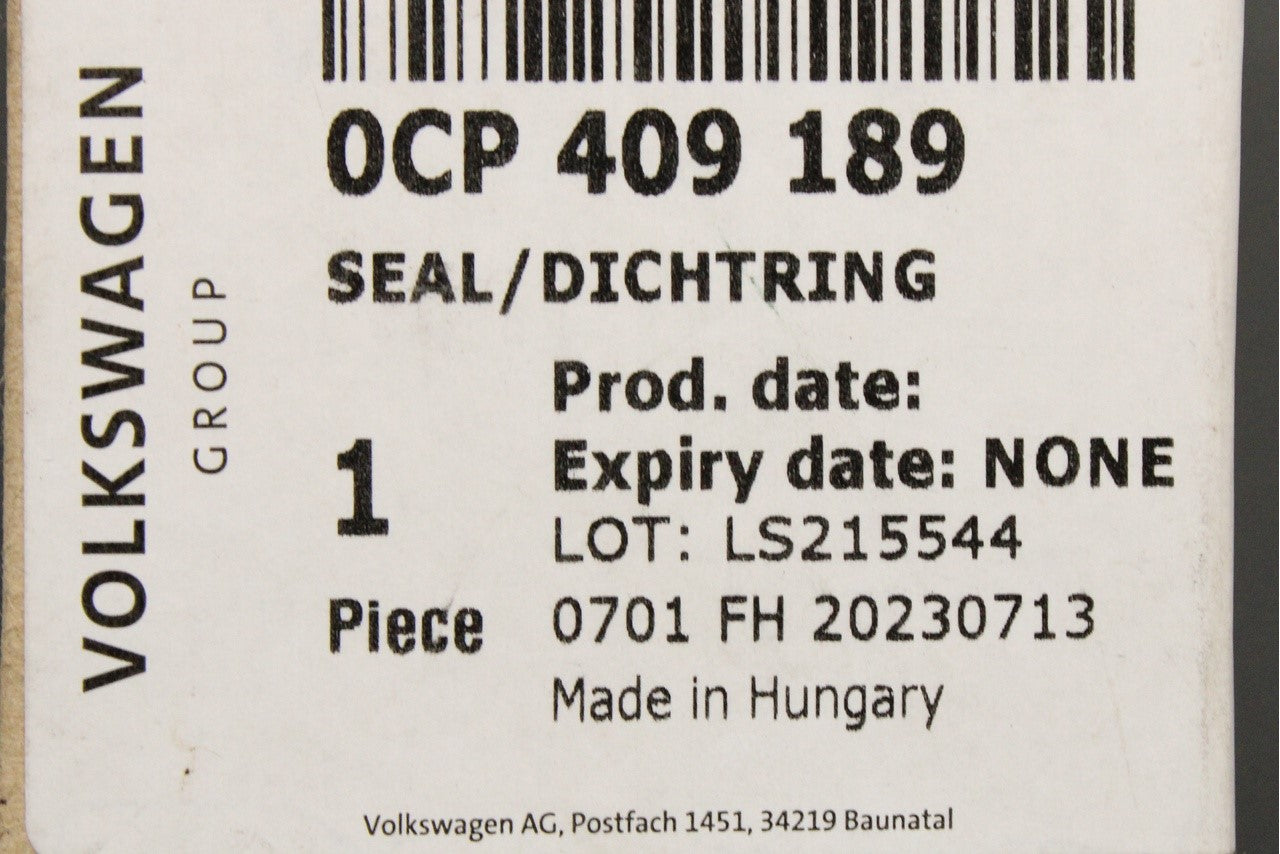 VOLKSWAGEN
GROUP
0CP 409 189
SEAL/DICHTRING
Prod. date:
Expiry date: NONE
1
LOT: LS215544
Piece
0701 FH 20230713
Made in Hungary
Volkswagen AG, Postfach 1451, 34219 Baunatal